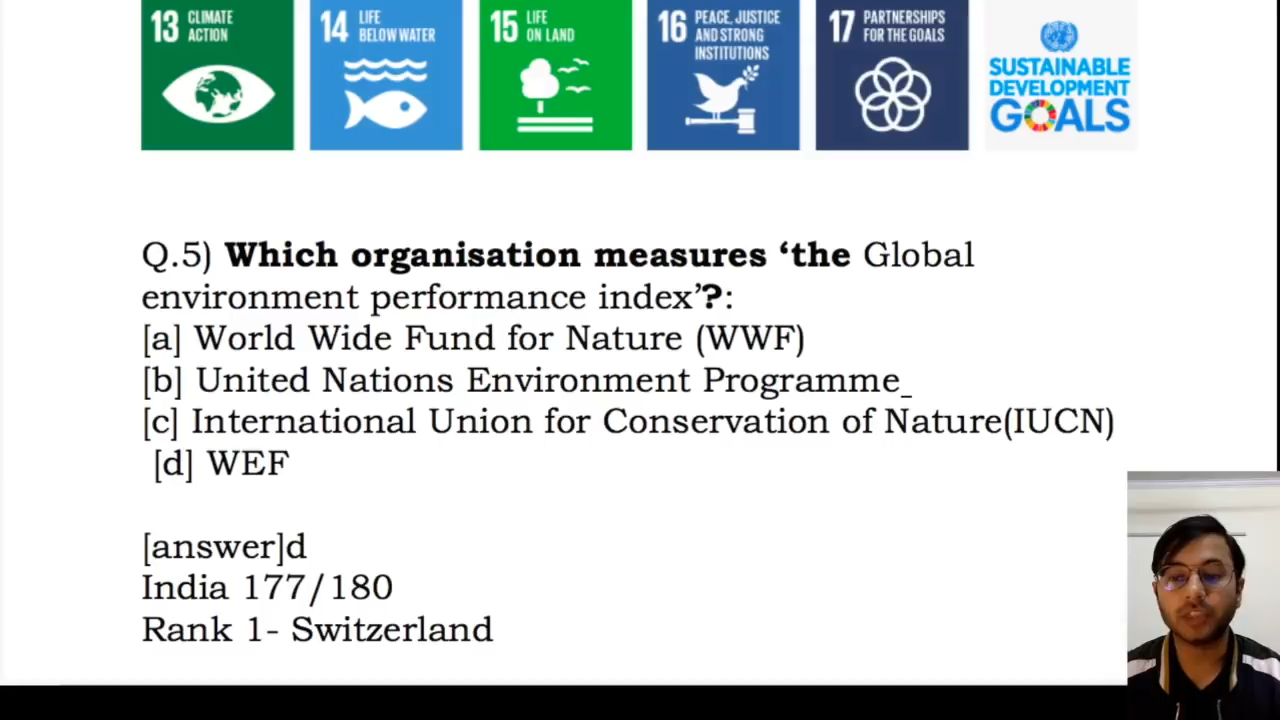 13 CLIMATE ACTION
14 LIFE BELOW WATER
15 LIFE ON LAND
16 PEACE, JUSTICE AND STRONG INSTITUTIONS
17 PARTNERSHIPS FOR THE GOALS
SUSTAINABLE
DEVELOPMENT
GOALS
Q.5) Which organisation measures ‘the Global
environment performance index’?:
[a] World Wide Fund for Nature (WWF)
[b] United Nations Environment Programme_
[c] International Union for Conservation of Nature(IUCN)
[d] WEF
[answer]d
India 177/180
Rank 1- Switzerland